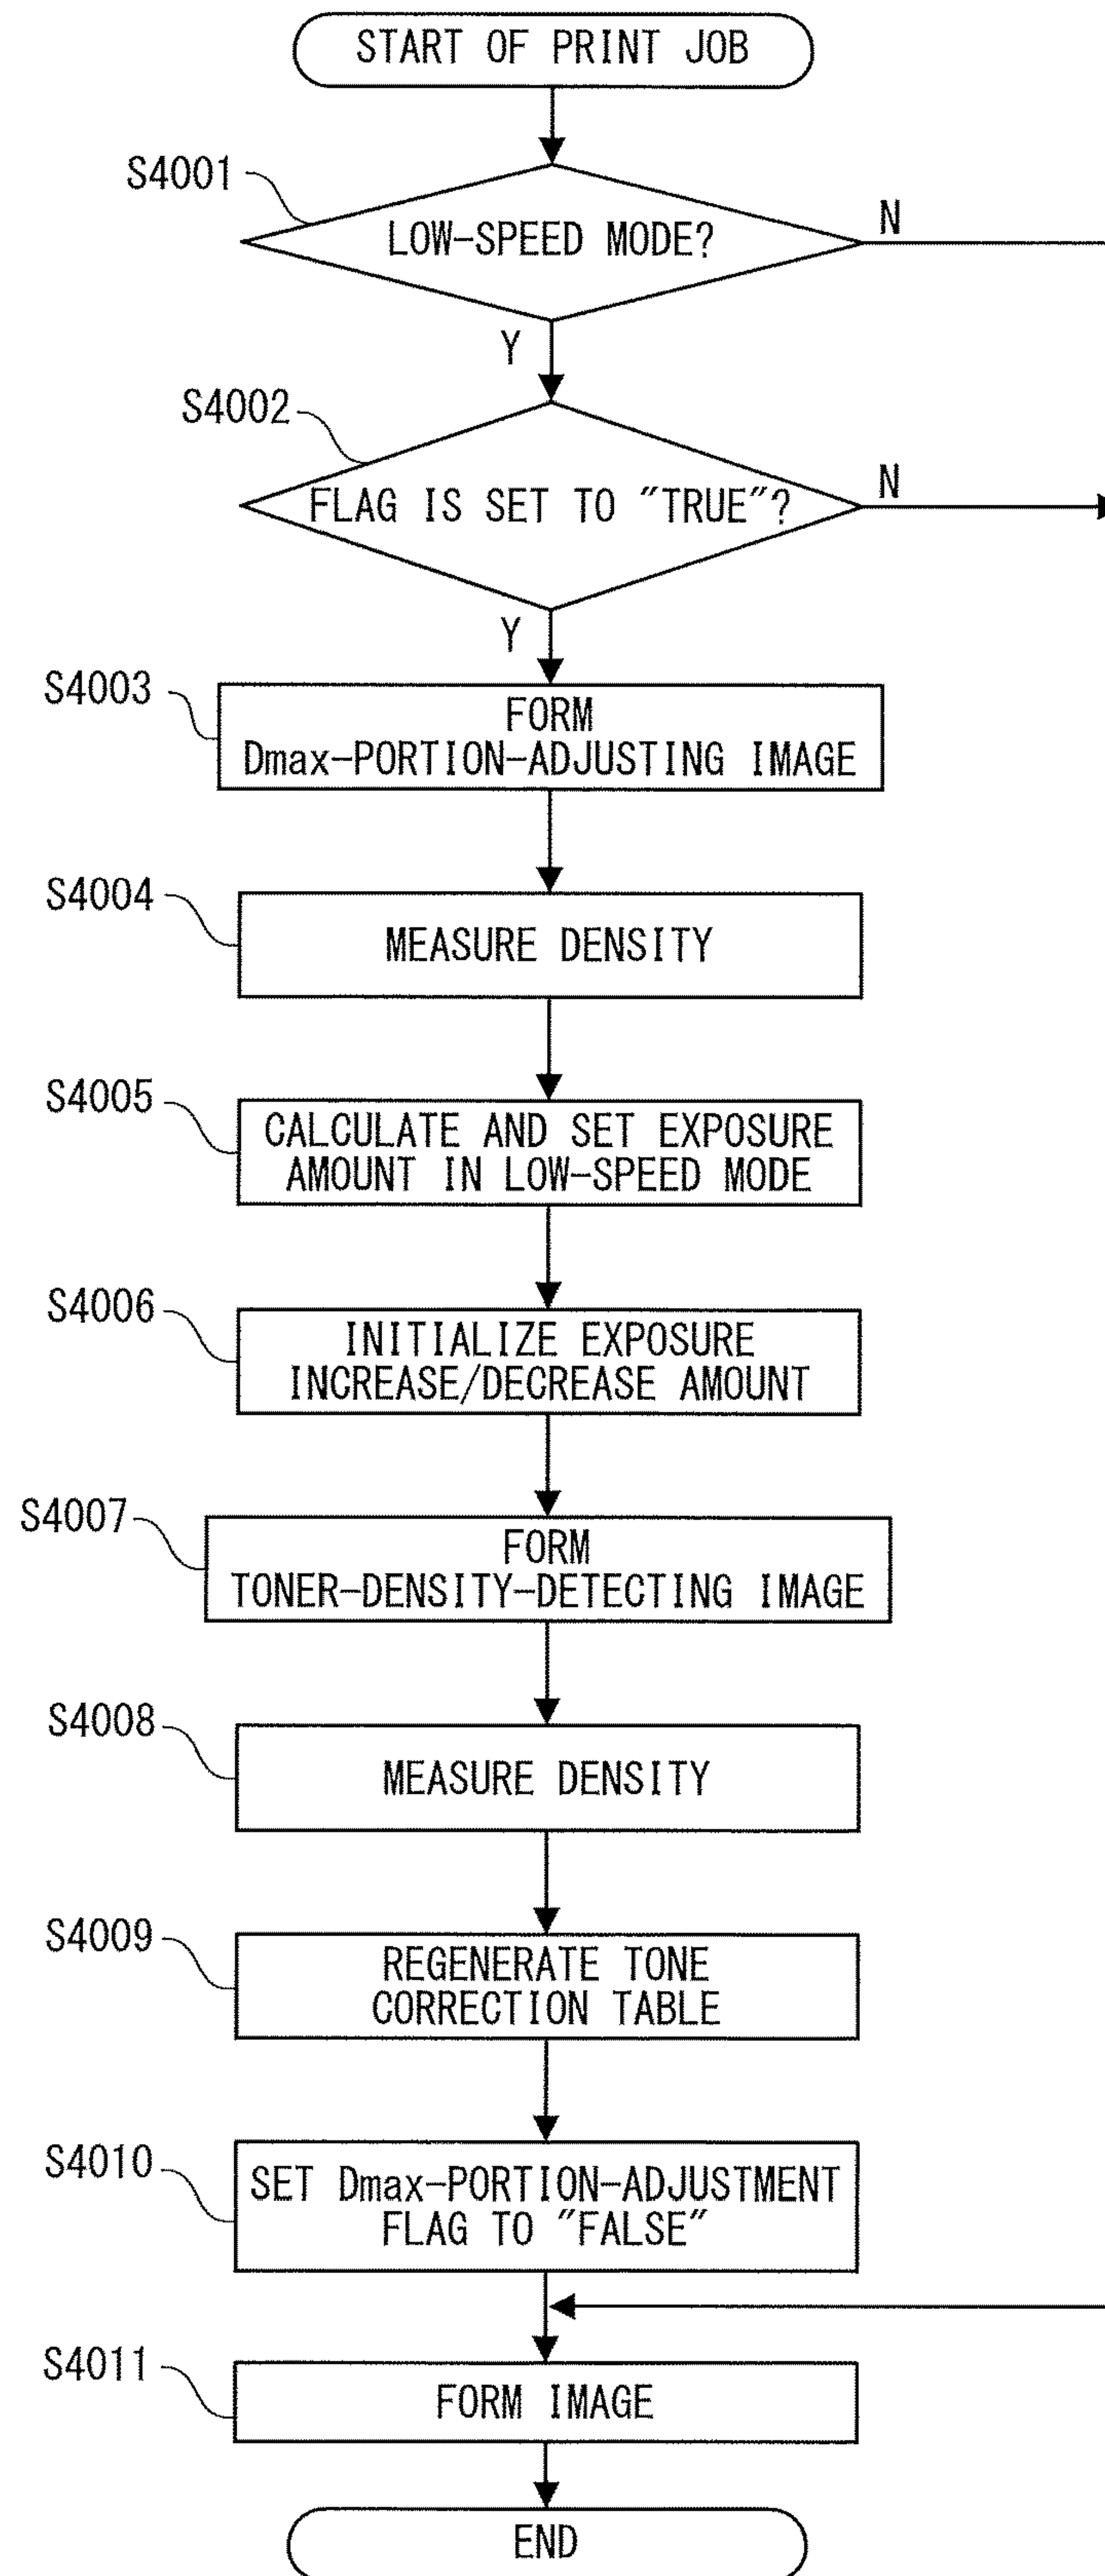 START OF PRINT JOB
S4001
LOW-SPEED MODE?
N
Y
S4002
FLAG IS SET TO "TRUE"?
N
Y
S4003
FORM
Dmax-PORTION-ADJUSTING IMAGE
S4004
MEASURE DENSITY
S4005
CALCULATE AND SET EXPOSURE
AMOUNT IN LOW-SPEED MODE
S4006
INITIALIZE EXPOSURE
INCREASE/DECREASE AMOUNT
S4007
FORM
TONER-DENSITY-DETECTING IMAGE
S4008
MEASURE DENSITY
S4009
REGENERATE TONE
CORRECTION TABLE
S4010
SET Dmax-PORTION-ADJUSTMENT
FLAG TO "FALSE"
S4011
FORM IMAGE
END